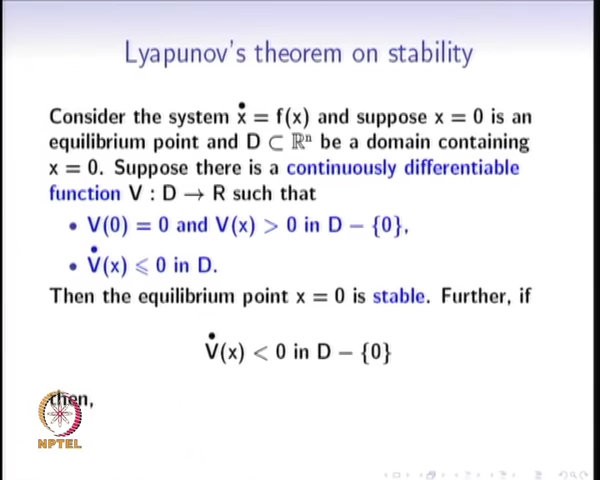 Lyapunov's theorem on stability
Consider the system ẋ = f(x) and suppose x = 0 is an
equilibrium point and D ⊂ ℝⁿ be a domain containing
x = 0. Suppose there is a continuously differentiable
function V : D → R such that
• V(0) = 0 and V(x) > 0 in D − {0},
• V̇(x) ⩽ 0 in D.
Then the equilibrium point x = 0 is stable. Further, if
V̇(x) < 0 in D − {0}
then,
NPTEL